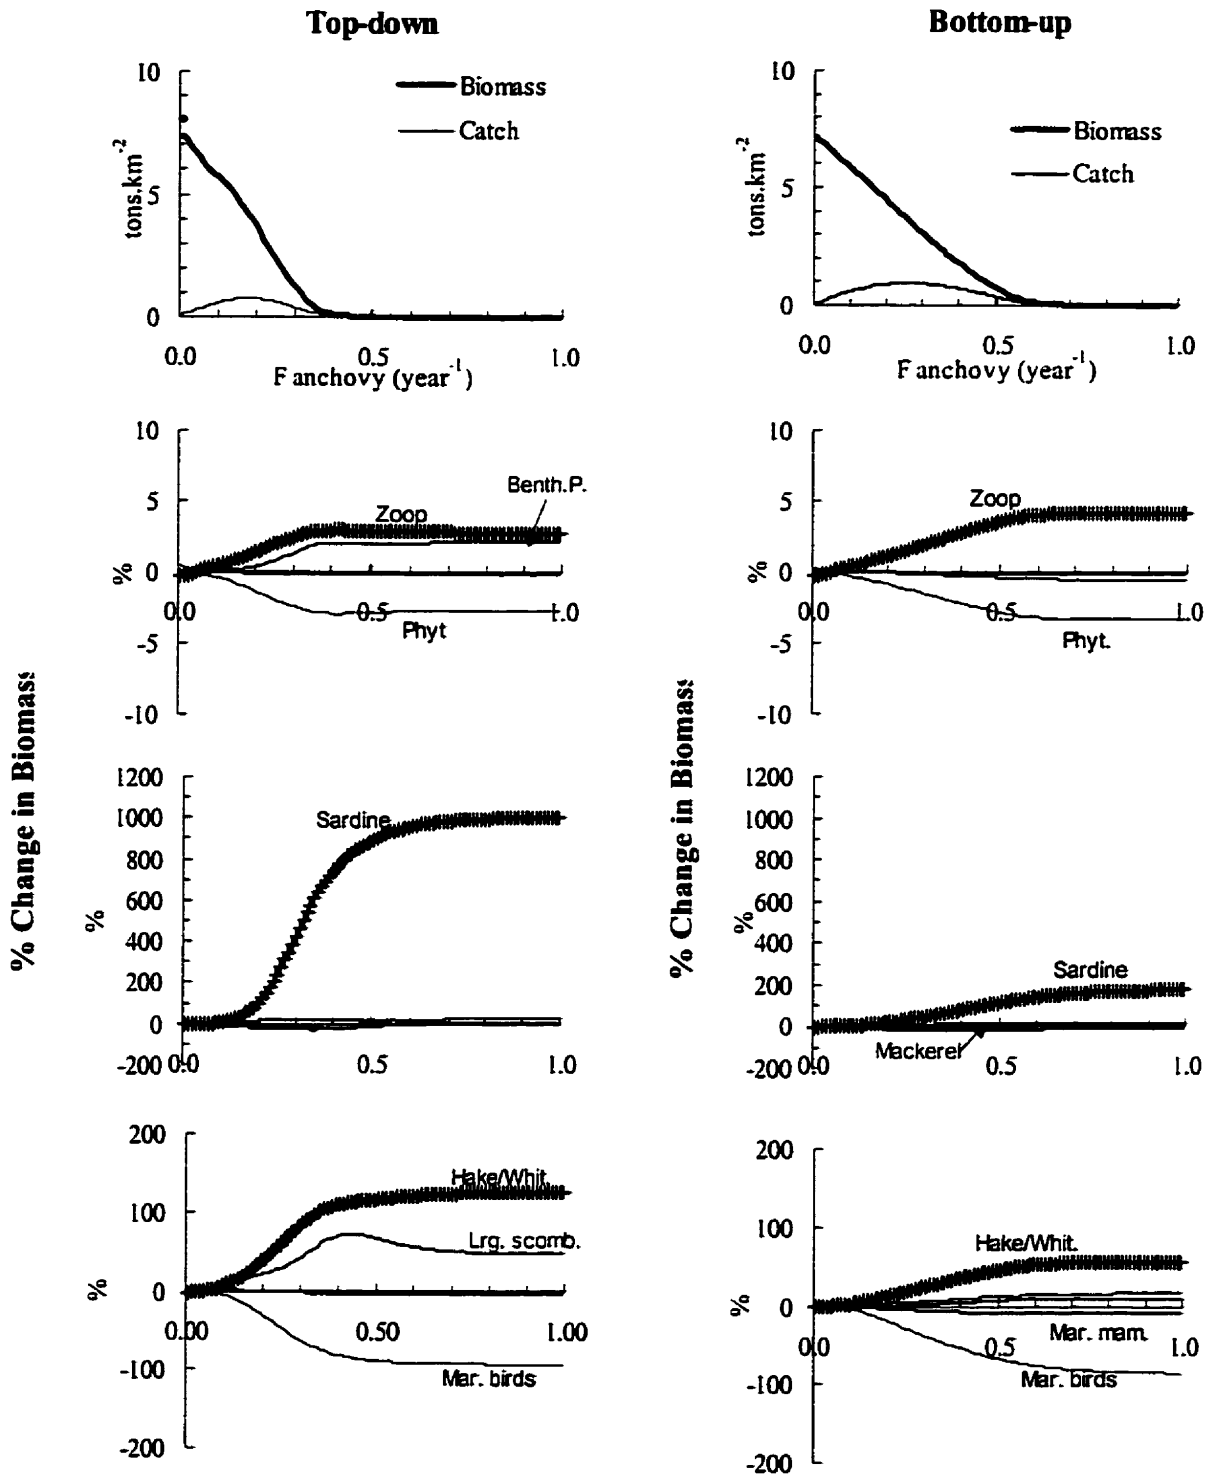 Top-down
Bottom-up
10
Biomass
Catch
5
tons.km-2
0
0.0 0.5 1.0
F anchovy (year-1)
10
Biomass
Catch
5
tons.km-2
0
0.0 0.5 1.0
F anchovy (year-1)
% Change in Biomass
10
Benth.P.
5
Zoop
%
0
0.0 0.5 1.0
Phyt
-5
-10
10
5
Zoop
%
0
0.0 0.5 1.0
Phyt.
-5
-10
1200
1000
Sardine
800
600
%
400
200
0
-200
0.0 0.5 1.0
% Change in Biomass
1200
1000
800
600
%
400
Sardine
200
0
Mackerel
-200
0.0 0.5 1.0
200
Hake/Whit.
100
Lrg. scomb.
%
0
0.00 0.50 1.00
-100
Mar. birds
-200
200
100
Hake/Whit.
%
0
0.0 0.5 1.0
Mar. mam.
Mar. birds
-100
-200